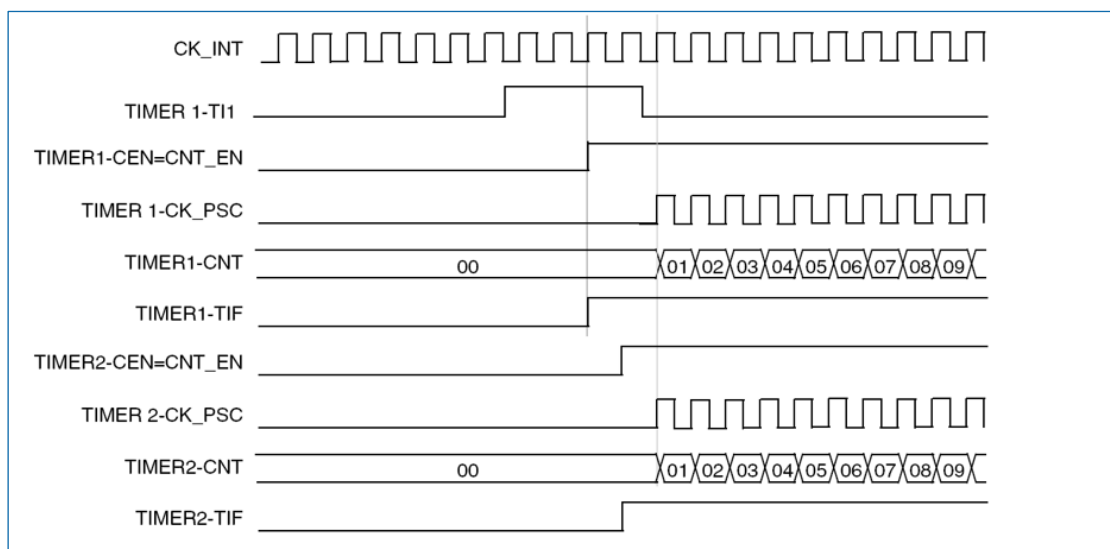 CK_INT
TIMER 1-TI1
TIMER1-CEN=CNT_EN
TIMER 1-CK_PSC
TIMER1-CNT 00 01 02 03 04 05 06 07 08 09
TIMER1-TIF
TIMER2-CEN=CNT_EN
TIMER 2-CK_PSC
TIMER2-CNT 00 01 02 03 04 05 06 07 08 09
TIMER2-TIF